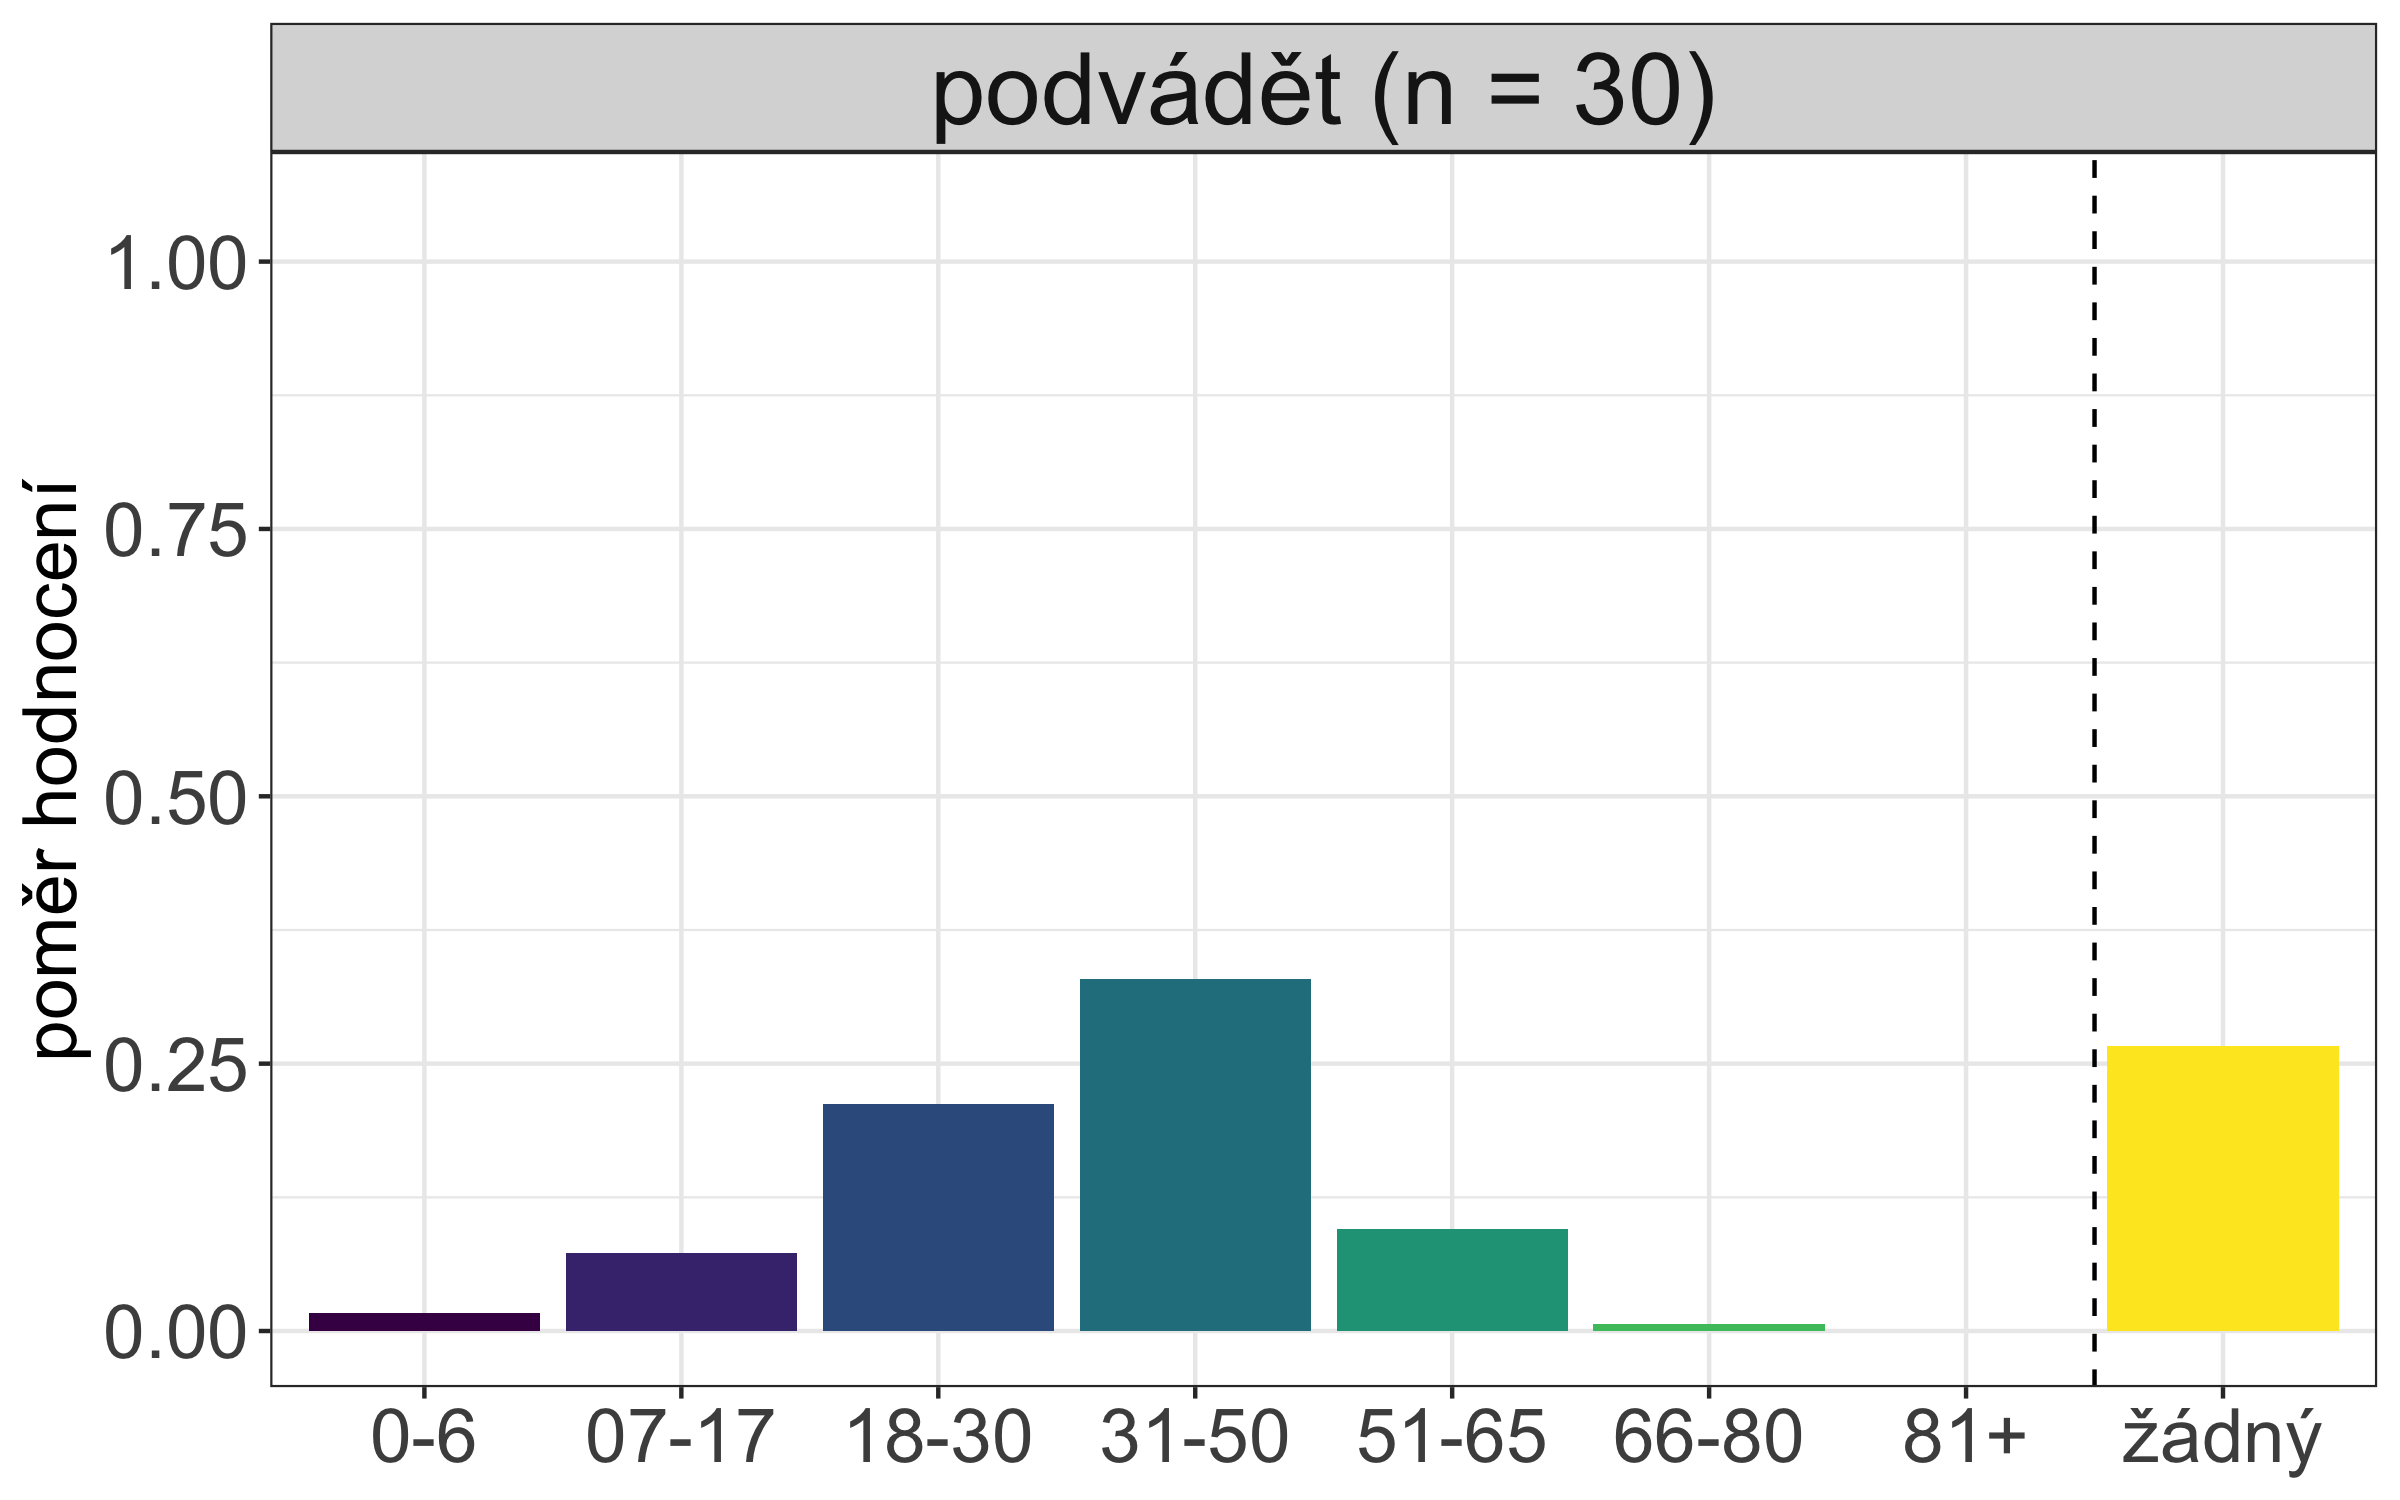 podvádět (n = 30)
poměr hodnocení
1.00
0.75
0.50
0.25
0.00
0-6 07-17 18-30 31-50 51-65 66-80 81+ žádný